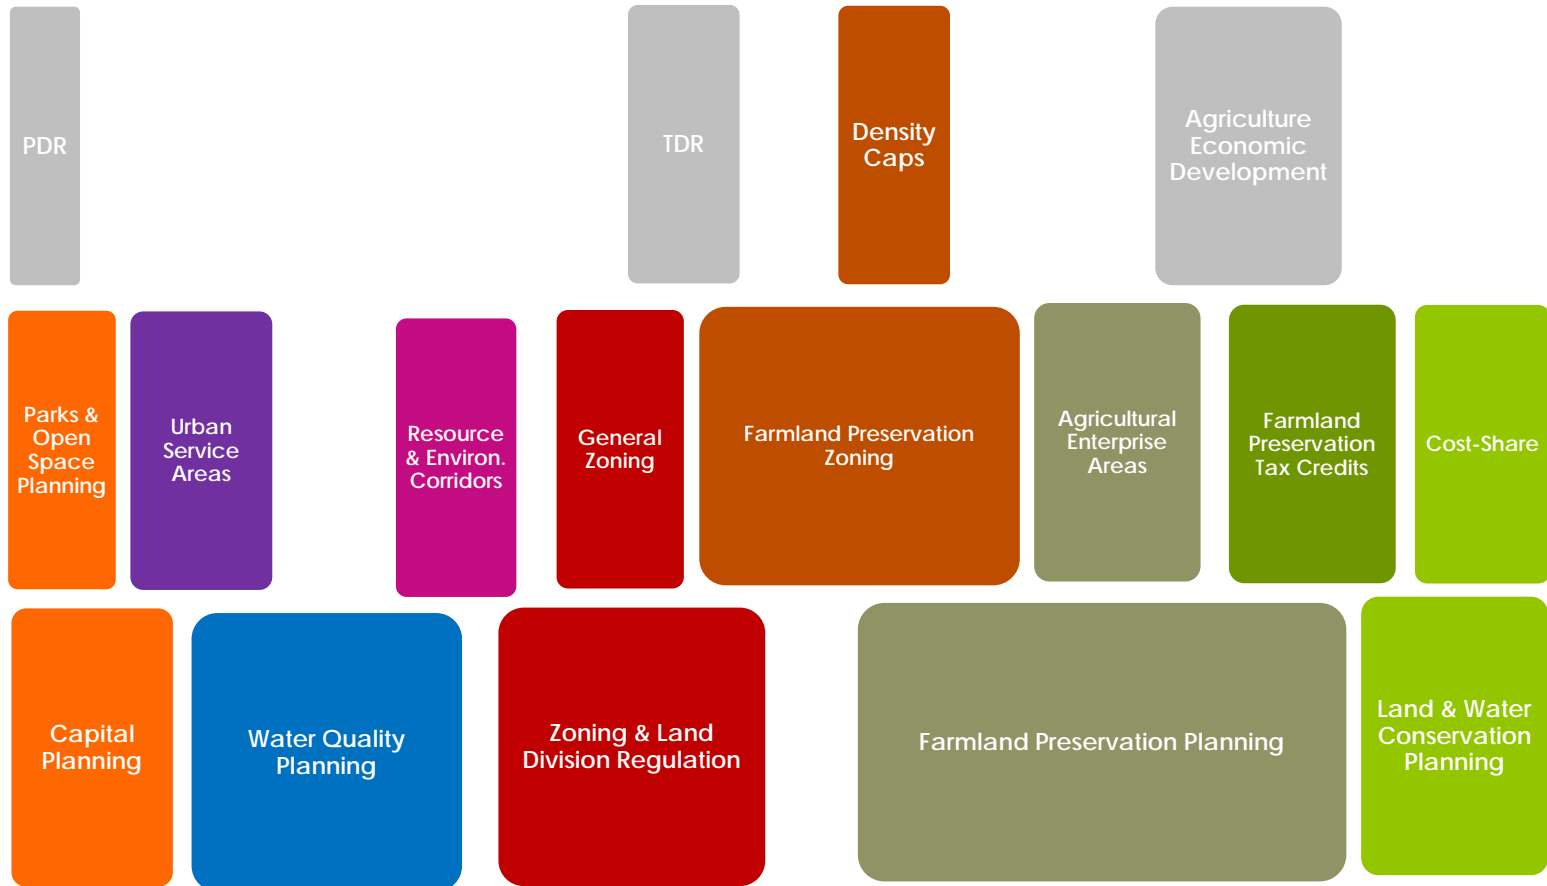 PDR
TDR
Density
Caps
Agriculture
Economic
Development
Parks &
Open
Space
Planning
Urban
Service
Areas
Resource
& Environ.
Corridors
General
Zoning
Farmland Preservation
Zoning
Agricultural
Enterprise
Areas
Farmland
Preservation
Tax Credits
Cost-Share
Capital
Planning
Water Quality
Planning
Zoning & Land
Division Regulation
Farmland Preservation Planning
Land & Water
Conservation
Planning